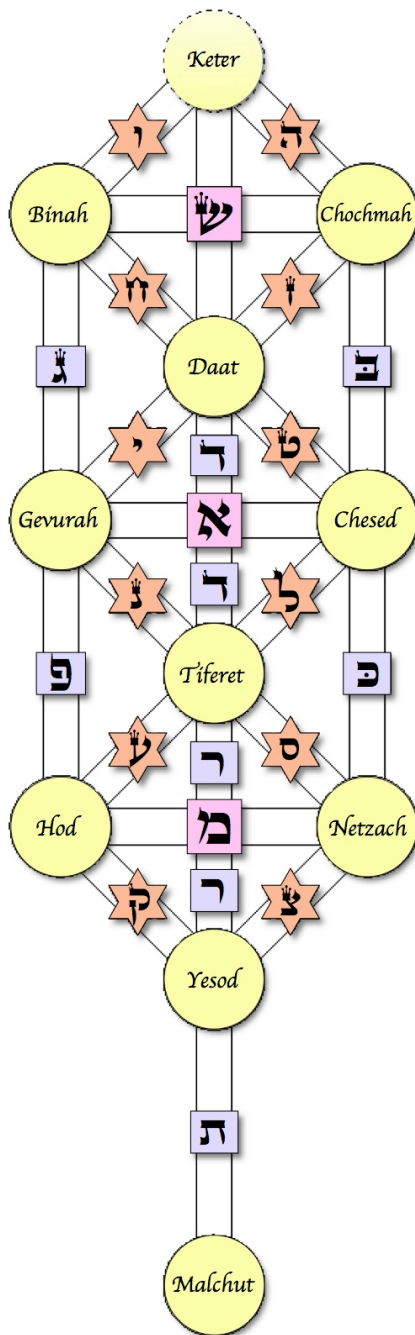 Keter
ו ה
Binah ש Chochmah
ח ז
ג Daat בּ
י ד ט
Gevurah א Chesed
נ ד ל
פּ Tiferet כּ
ע ר ס
Hod מ Netzach
ק ר צ
Yesod
ת
Malchut